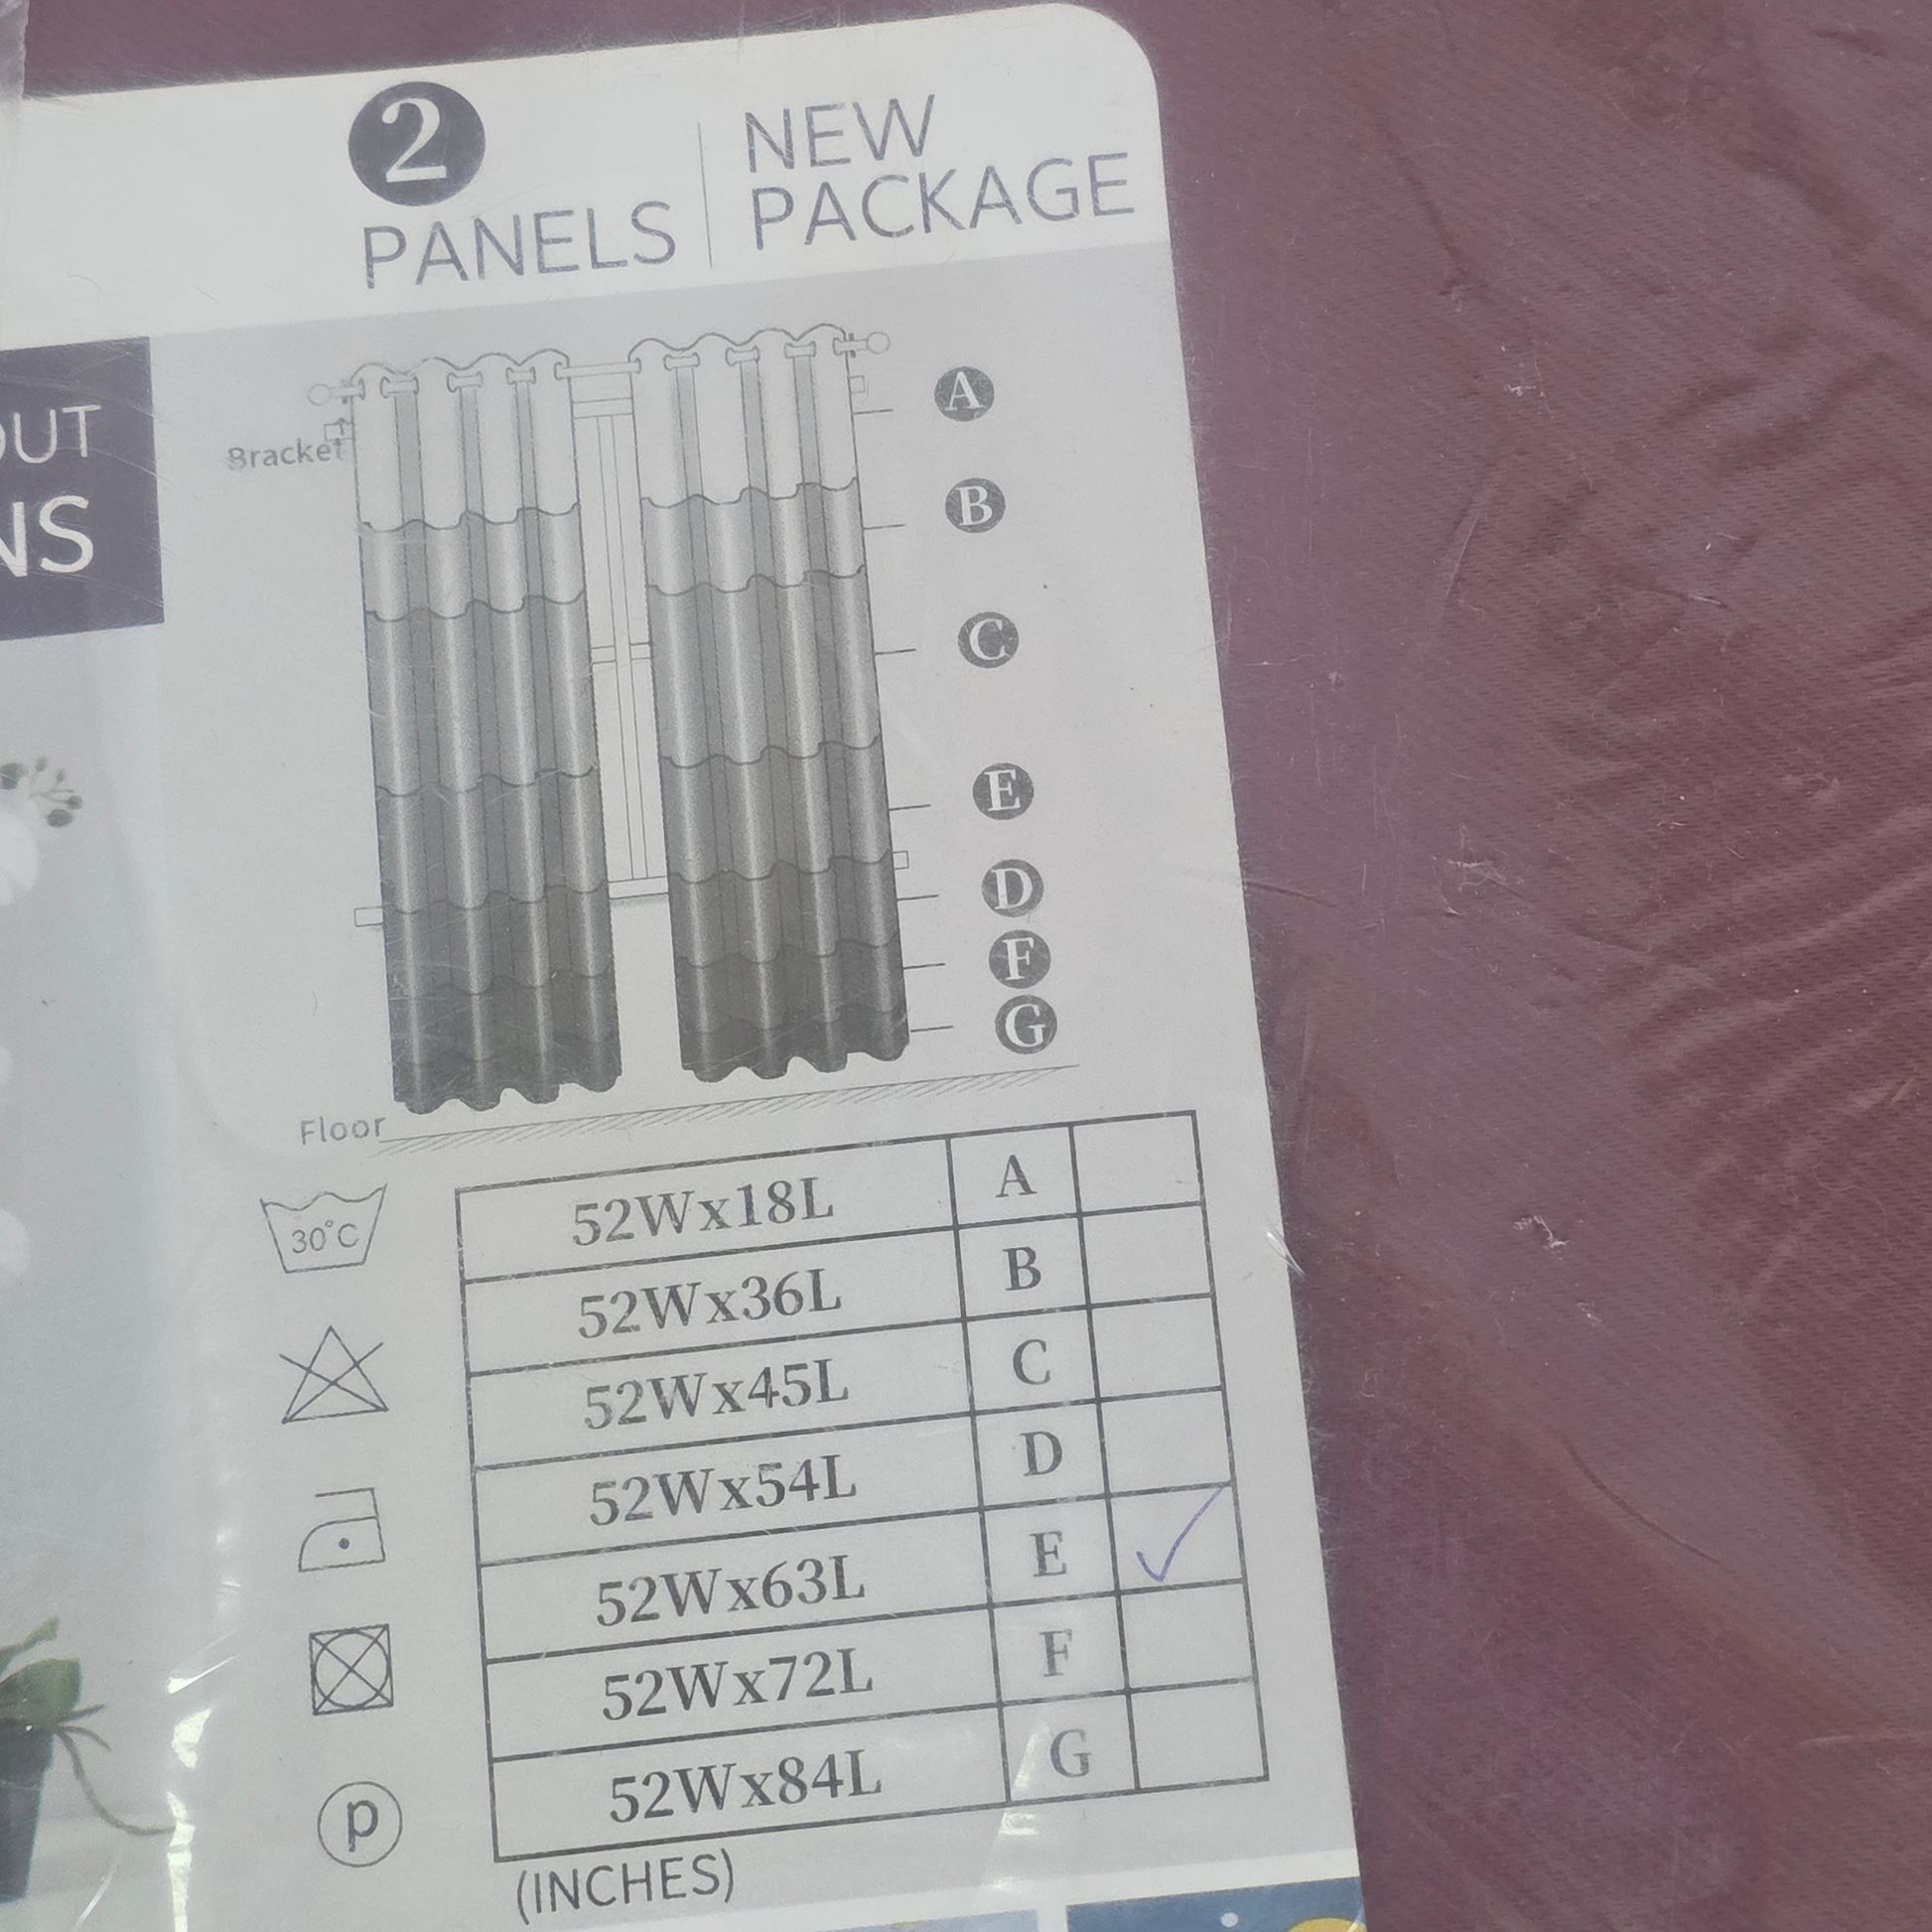 2
PANELS
NEW
PACKAGE
OUT
NS
Bracket
A
B
C
E
D
F
G
Floor
30°C
52Wx18L A
52Wx36L B
52Wx45L C
52Wx54L D
52Wx63L E ✓
52Wx72L F
52Wx84L G
P
(INCHES)